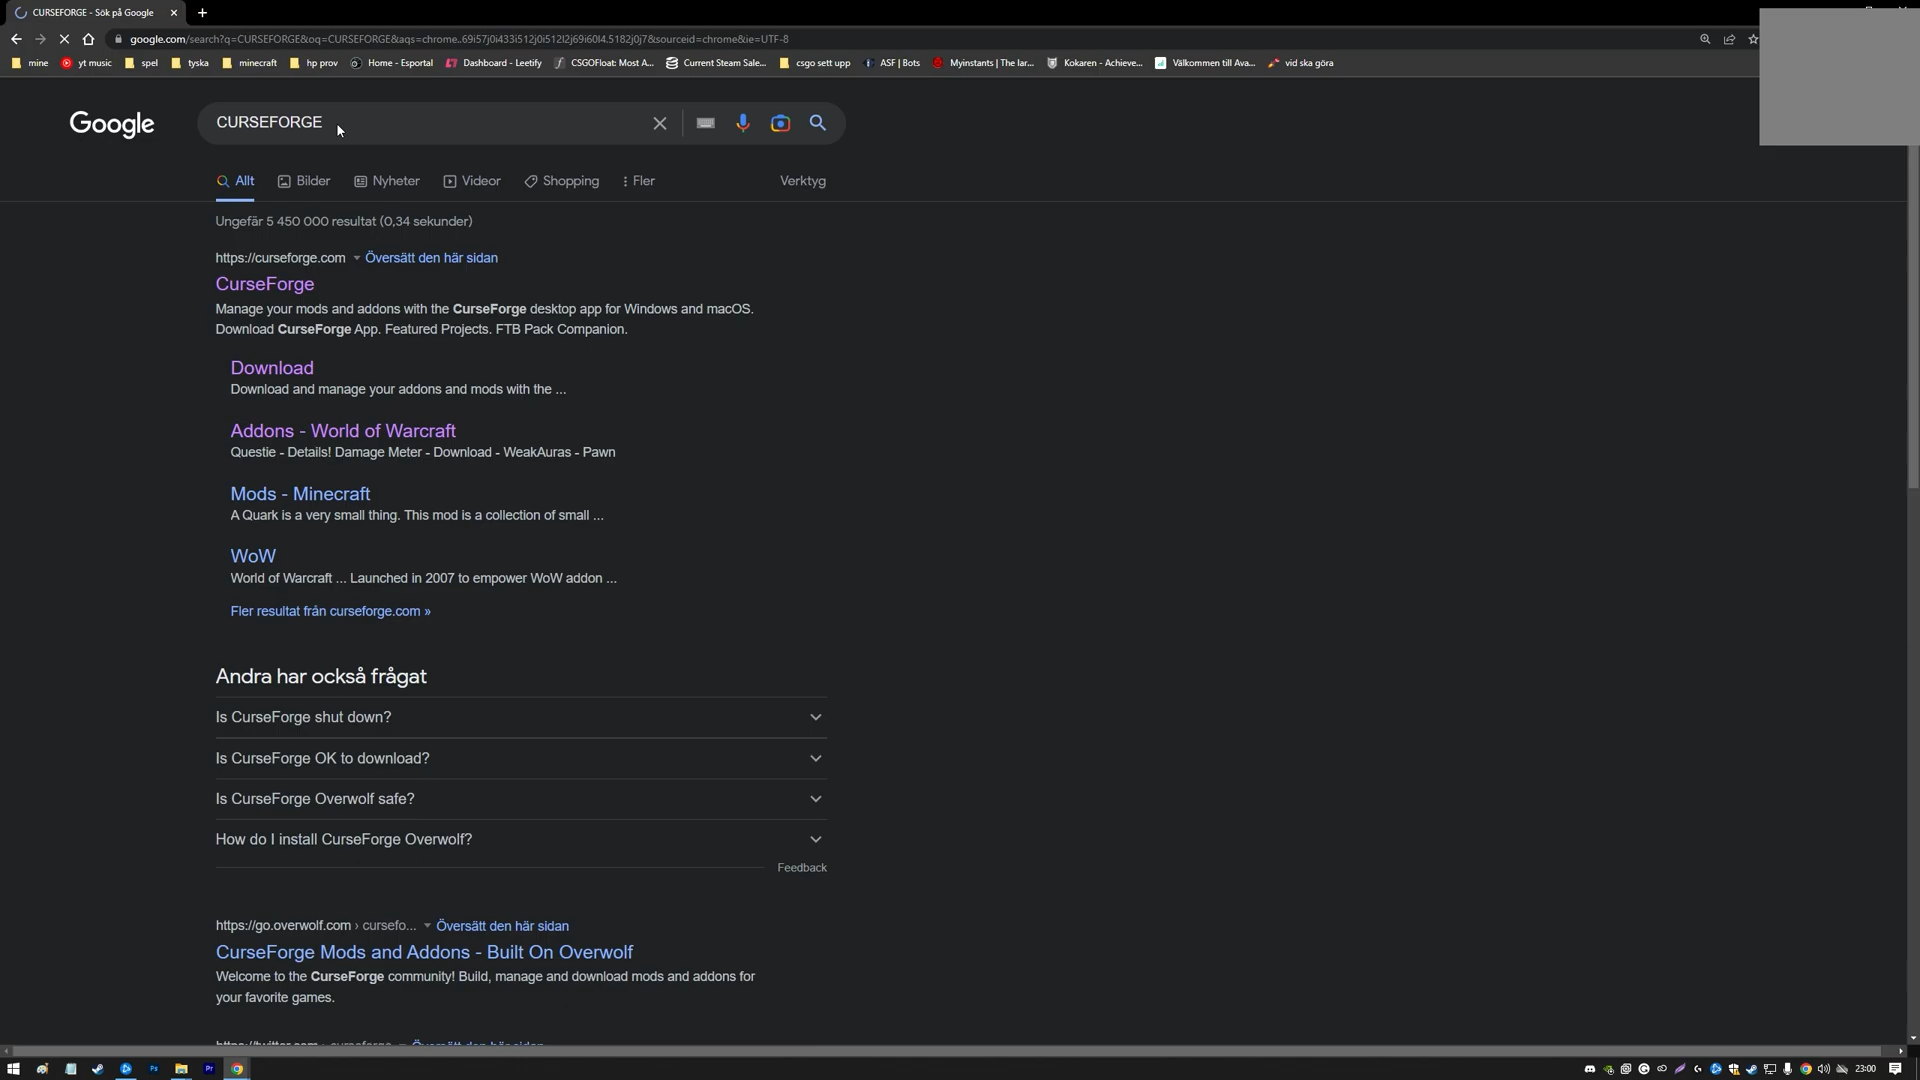 CURSEFORGE - Sök på Google
google.com/search?q=CURSEFORGE&oq=CURSEFORGE&aqs=chrome..69i57j0i433i512j0i512l2j69i60l4.5182j0j7&sourceid=chrome&ie=UTF-8
mine yt music spel tyska minecraft hp prov Home - Esportal Dashboard - Leetify CSGOFloat: Most A... Current Steam Sale... csgo sett upp ASF | Bots Myinstants | The lar... Kokaren - Achieve... Välkommen till Ava... vid ska göra
Google CURSEFORGE
Allt Bilder Nyheter Videor Shopping Fler Verktyg
Ungefär 5 450 000 resultat (0,34 sekunder)
https://curseforge.com Översätt den här sidan
CurseForge
Manage your mods and addons with the CurseForge desktop app for Windows and macOS.
Download CurseForge App. Featured Projects. FTB Pack Companion.
Download
Download and manage your addons and mods with the ...
Addons - World of Warcraft
Questie - Details! Damage Meter - Download - WeakAuras - Pawn
Mods - Minecraft
A Quark is a very small thing. This mod is a collection of small ...
WoW
World of Warcraft ... Launched in 2007 to empower WoW addon ...
Fler resultat från curseforge.com »
Andra har också frågat
Is CurseForge shut down?
Is CurseForge OK to download?
Is CurseForge Overwolf safe?
How do I install CurseForge Overwolf?
Feedback
https://go.overwolf.com › cursefo... Översätt den här sidan
CurseForge Mods and Addons - Built On Overwolf
Welcome to the CurseForge community! Build, manage and download mods and addons for
your favorite games.
Ps Pr 23:00